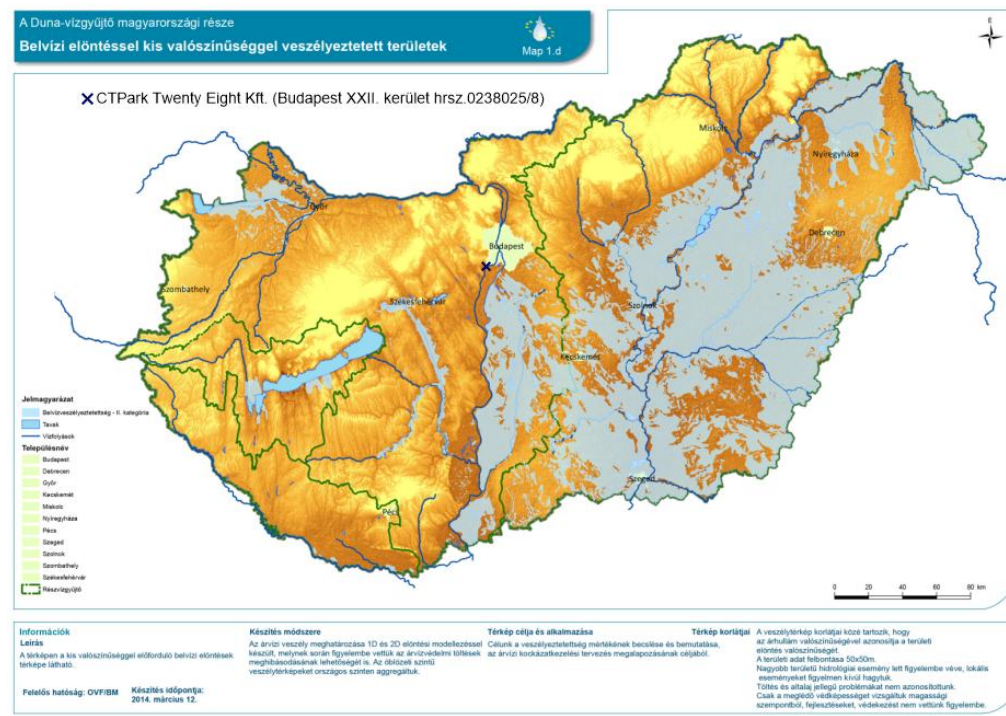 A Duna-vízgyűjtő magyarországi része
Belvízi elöntéssel kis valószínűséggel veszélyeztetett területek
Map 1.d
É
CTPark Twenty Eight Kft. (Budapest XXII. kerület hrsz.0238025/8)
Miskolc
Nyíregyháza
Győr
Budapest
Debrecen
Szombathely
Székesfehérvár
Szolnok
Kecskemét
Szeged
Pécs
Jelmagyarázat
Belvízveszélyeztetettség - II. kategória
Tavak
Vízfolyások
Településnév
Budapest
Debrecen
Győr
Kecskemét
Miskolc
Nyíregyháza
Pécs
Szeged
Szolnok
Szombathely
Székesfehérvár
Részvízgyűjtő
0 20 40 60 80 km
Információk
Leírás
A térképen a kis valószínűséggel előforduló belvízi elöntések
térképe látható.
Felelős hatóság: OVF/BM
Készítés időpontja:
2014. március 12.
Készítés módszere
Az árvízi veszély meghatározása 1D és 2D elöntési modellezéssel
készült, melynek során figyelembe vettük az árvízvédelmi töltések
meghibásodásának lehetőségét is. Az öblözeti szintű
veszélytérképeket országos szinten aggregáltuk.
Térkép célja és alkalmazása
Célunk a veszélyeztetettség mértékének becslése és bemutatása,
az árvízi kockázatkezelési tervezés megalapozásának céljából.
Térkép korlátjai
A veszélytérkép korlátjai közé tartozik, hogy
az árhullám valószínűségével azonosítja a területi
elöntés valószínűségét.
A területi adat felbontása 50x50m.
Nagyobb területű hidrológiai esemény lett figyelembe véve, lokális
eseményeket figyelmen kívül hagytuk.
Töltés és altalaj jellegű problémákat nem azonosítottunk.
Csak a meglédő védképességet vizsgáltuk magassági
szempontból, fejlesztéseket, védekezést nem vettünk figyelembe.